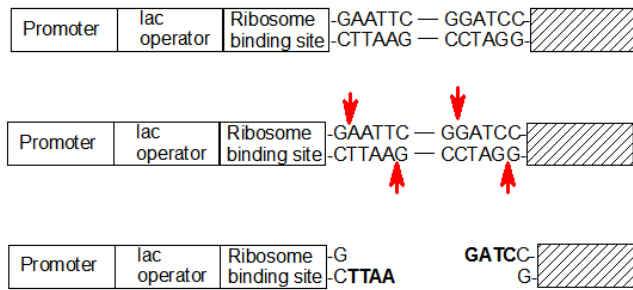 Promoter lac operator Ribosome binding site -GAATTC — GGATCC-
-CTTAAG — CCTAGG-
Promoter lac operator Ribosome binding site -GAATTC — GGATCC-
-CTTAAG — CCTAGG-
Promoter lac operator Ribosome binding site -G GATCC-
-CTTAA G-